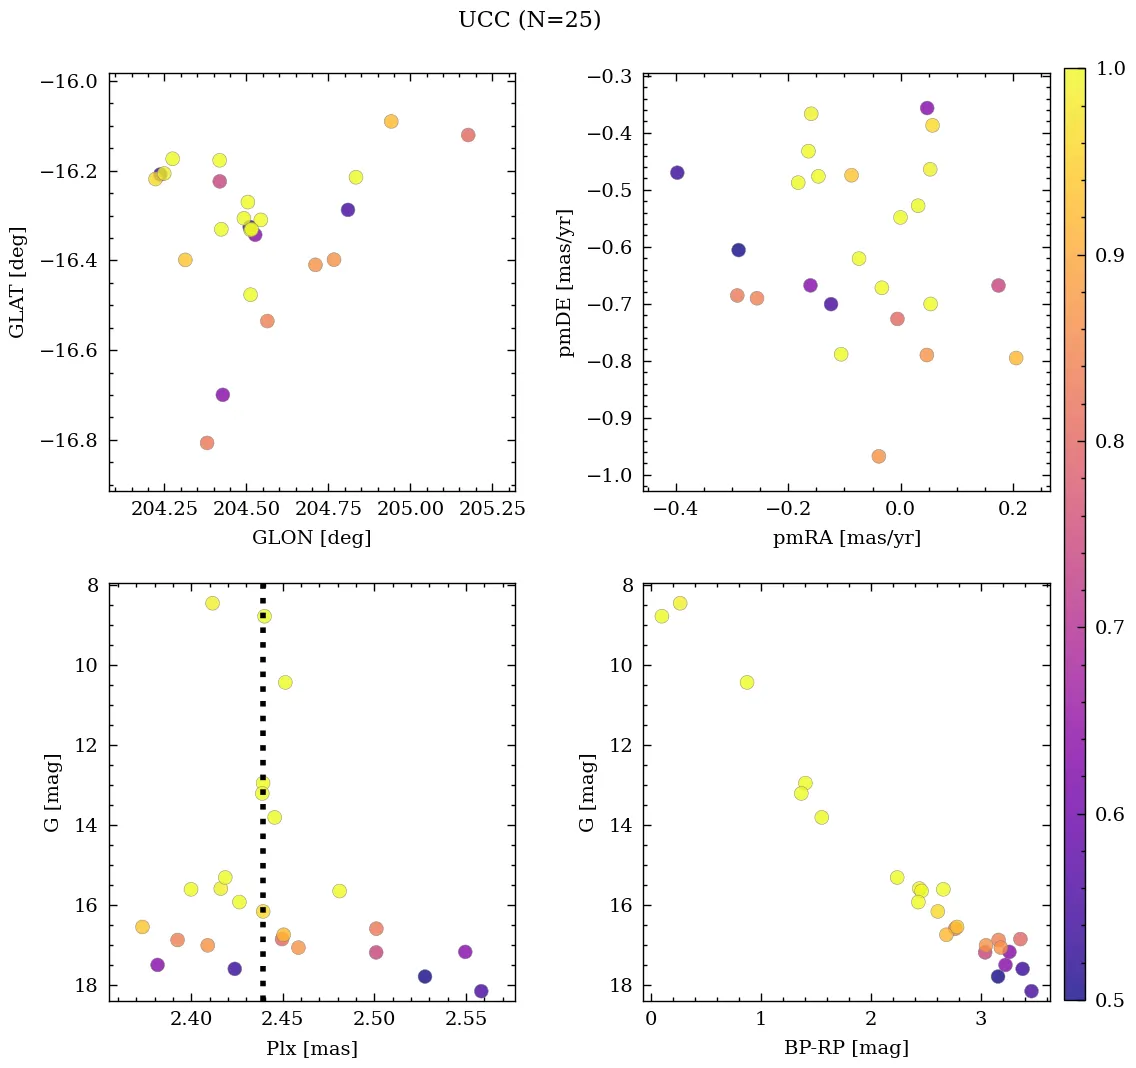 UCC (N=25)
−16.0
−16.2
−16.4
−16.6
−16.8
GLAT [deg]
204.25 204.50 204.75 205.00 205.25
GLON [deg]
−0.3
−0.4
−0.5
−0.6
−0.7
−0.8
−0.9
−1.0
pmDE [mas/yr]
−0.4 −0.2 0.0 0.2
pmRA [mas/yr]
8
10
12
14
16
18
G [mag]
2.40 2.45 2.50 2.55
Plx [mas]
8
10
12
14
16
18
G [mag]
0 1 2 3
BP-RP [mag]
1.0
0.9
0.8
0.7
0.6
0.5